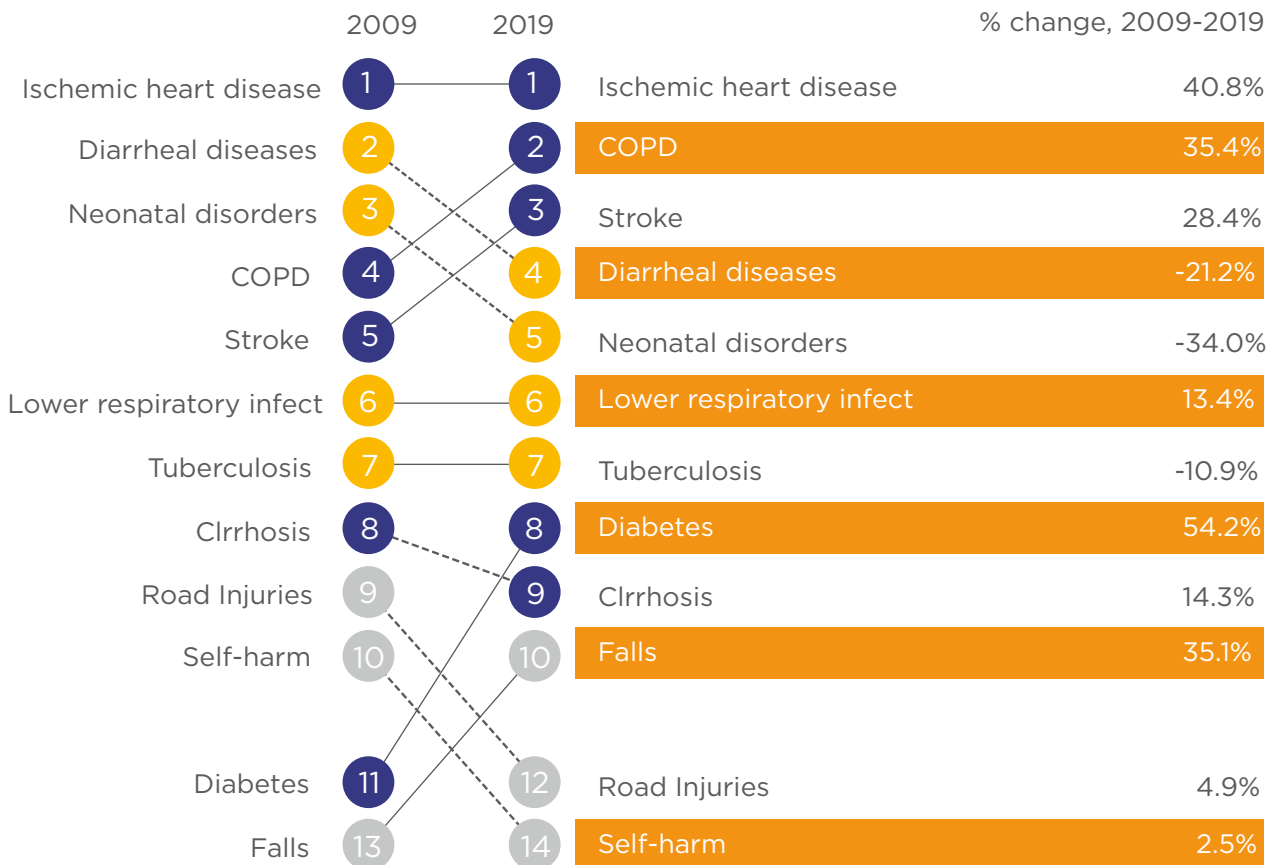 2009 2019 % change, 2009-2019
Ischemic heart disease 1 1 Ischemic heart disease 40.8%
Diarrheal diseases 2 2 COPD 35.4%
Neonatal disorders 3 3 Stroke 28.4%
COPD 4 4 Diarrheal diseases -21.2%
Stroke 5 5 Neonatal disorders -34.0%
Lower respiratory infect 6 6 Lower respiratory infect 13.4%
Tuberculosis 7 7 Tuberculosis -10.9%
Clrrhosis 8 8 Diabetes 54.2%
Road Injuries 9 9 Clrrhosis 14.3%
Self-harm 10 10 Falls 35.1%
Diabetes 11 12 Road Injuries 4.9%
Falls 13 14 Self-harm 2.5%